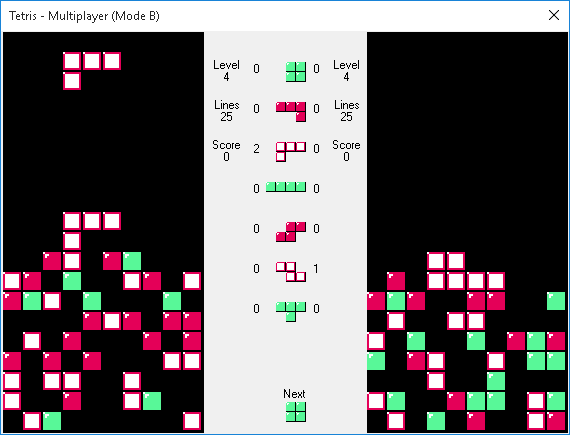 Tetris - Multiplayer (Mode B)
Level 0 0 Level
4 4
Lines 0 0 Lines
25 25
Score 2 0 Score
0 0
0 0
0 0
0 1
0 0
Next